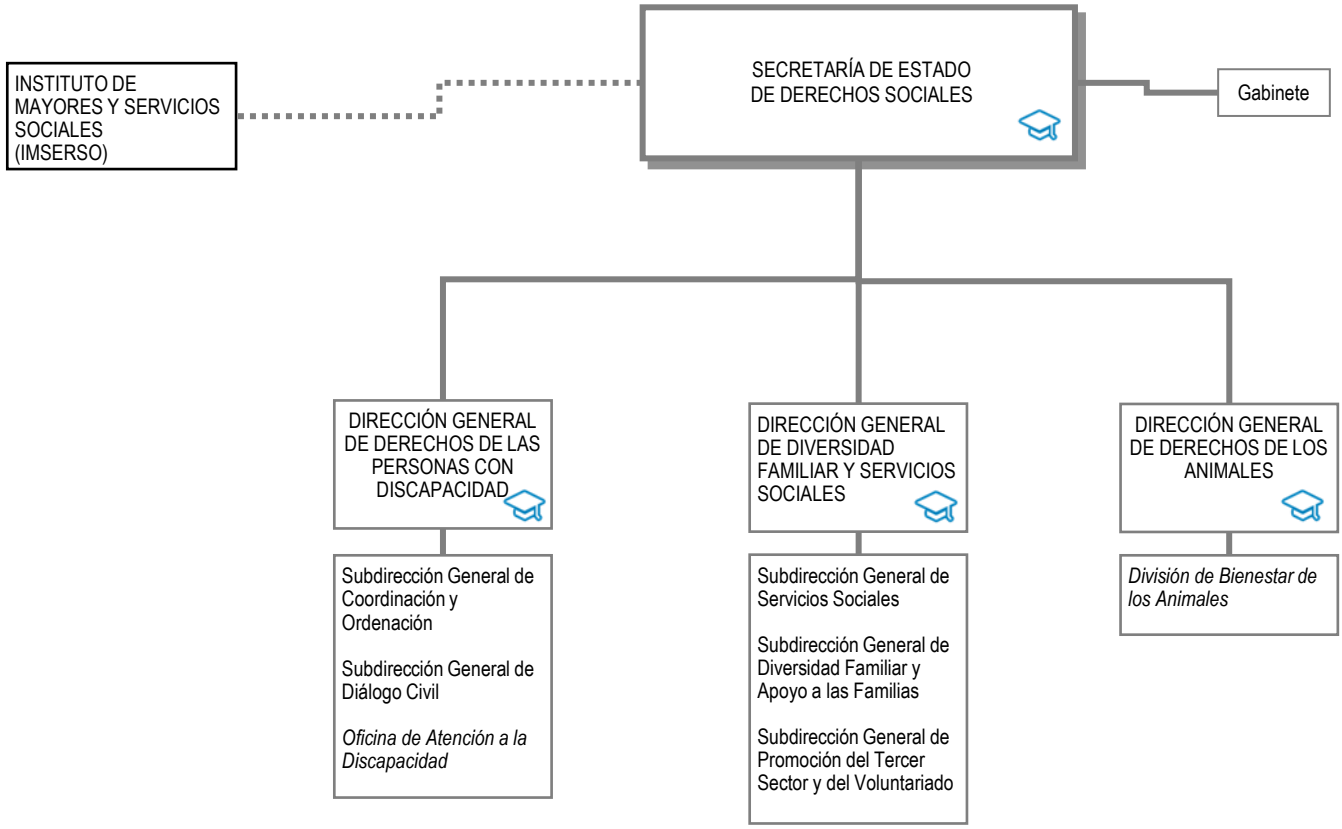 SECRETARÍA DE ESTADO
DE DERECHOS SOCIALES
INSTITUTO DE
MAYORES Y SERVICIOS
SOCIALES
(IMSERSO)
Gabinete
DIRECCIÓN GENERAL
DE DERECHOS DE LAS
PERSONAS CON
DISCAPACIDAD
Subdirección General de
Coordinación y
Ordenación
Subdirección General de
Diálogo Civil
Oficina de Atención a la
Discapacidad
DIRECCIÓN GENERAL
DE DIVERSIDAD
FAMILIAR Y SERVICIOS
SOCIALES
Subdirección General de
Servicios Sociales
Subdirección General de
Diversidad Familiar y
Apoyo a las Familias
Subdirección General de
Promoción del Tercer
Sector y del Voluntariado
DIRECCIÓN GENERAL
DE DERECHOS DE LOS
ANIMALES
División de Bienestar de
los Animales